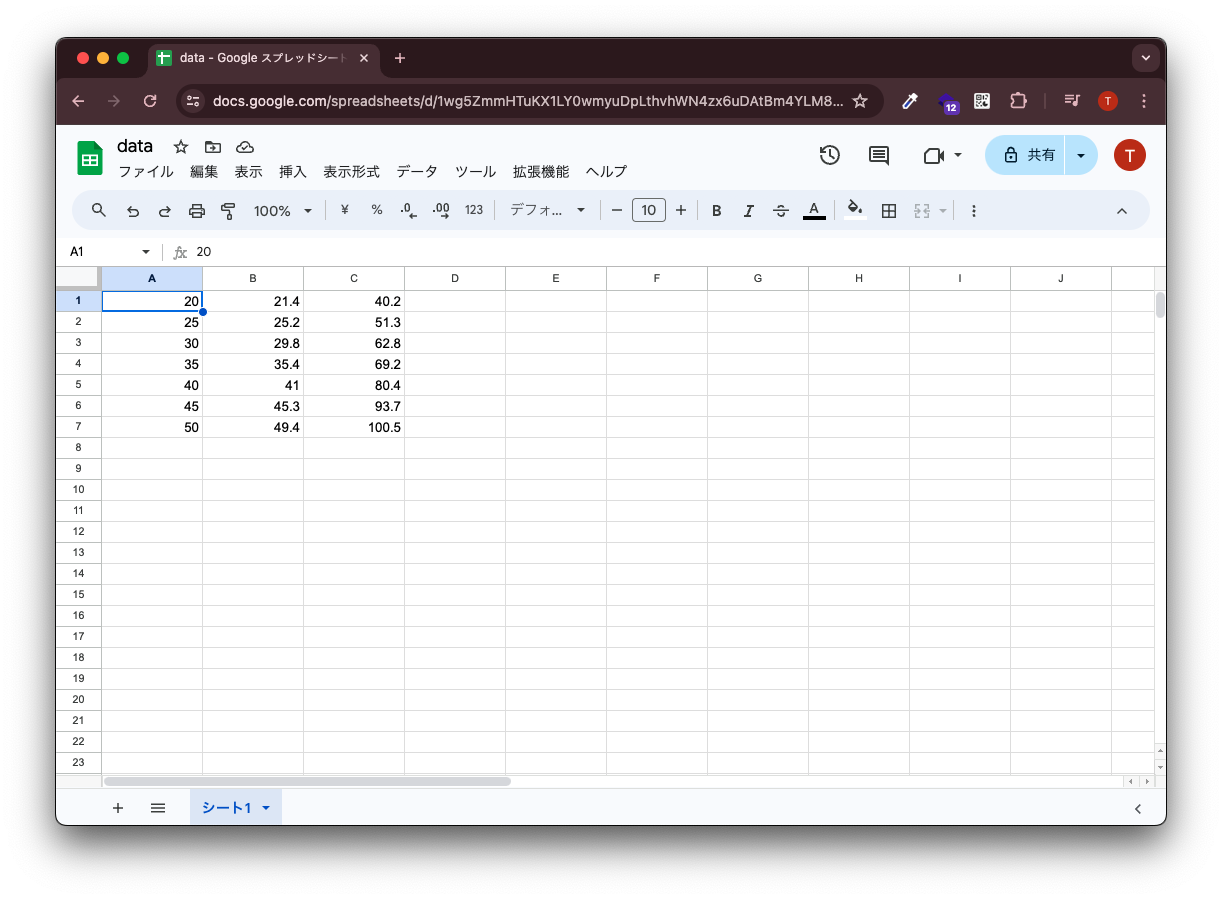 data - Google スプレッドシート
docs.google.com/spreadsheets/d/1wg5ZmmHTuKX1LY0wmyuDpLthvhWN4zx6uDAtBm4YLM8...
12
T
data
ファイル 編集 表示 挿入 表示形式 データ ツール 拡張機能 ヘルプ
共有
T
100% ¥ % .0 .00 123 デフォ... 10 B I S A
A1 fx 20
A B C D E F G H I J
1 20 21.4 40.2
2 25 25.2 51.3
3 30 29.8 62.8
4 35 35.4 69.2
5 40 41 80.4
6 45 45.3 93.7
7 50 49.4 100.5
8
9
10
11
12
13
14
15
16
17
18
19
20
21
22
23
シート1